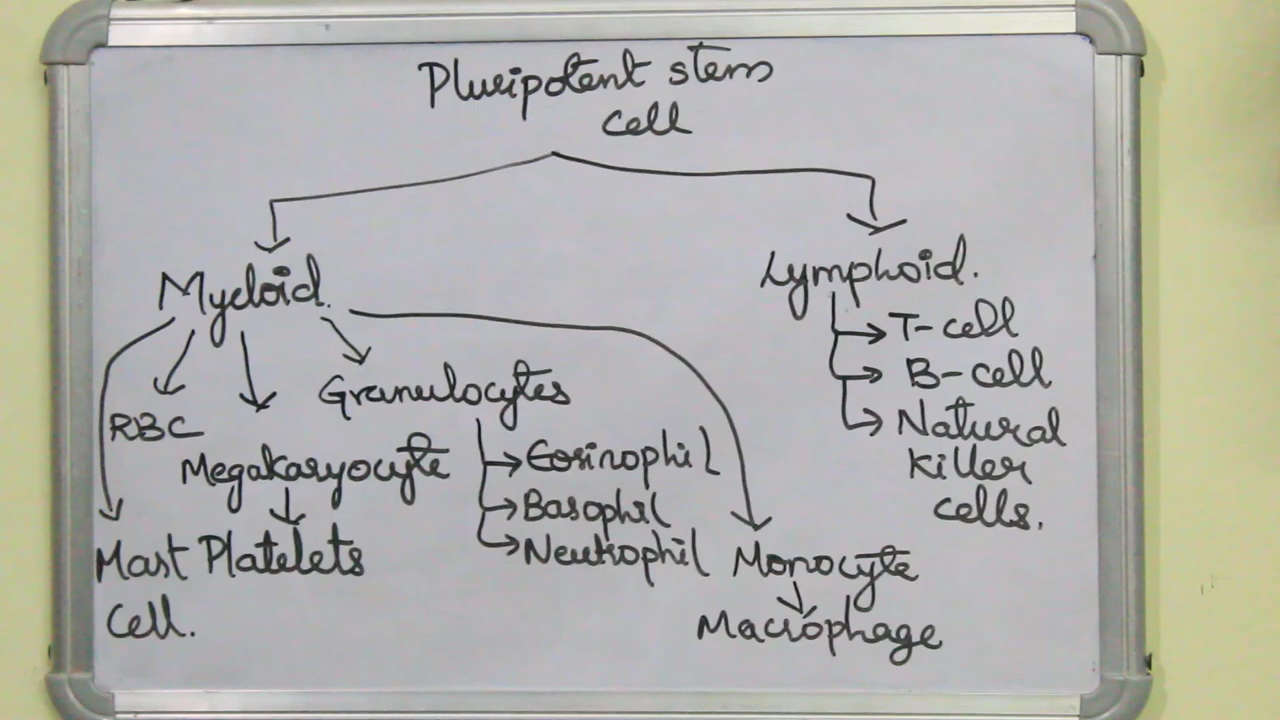 Pluripotent stem
cell
Myeloid.
Lymphoid.
T-cell
B-cell
Natural
killer
cells.
RBC
Granulocytes
Megakaryocyte
Eosinophil
Basophil
Neutrophil
Mast
Cell.
Platelets
Monocyte
Macrophage